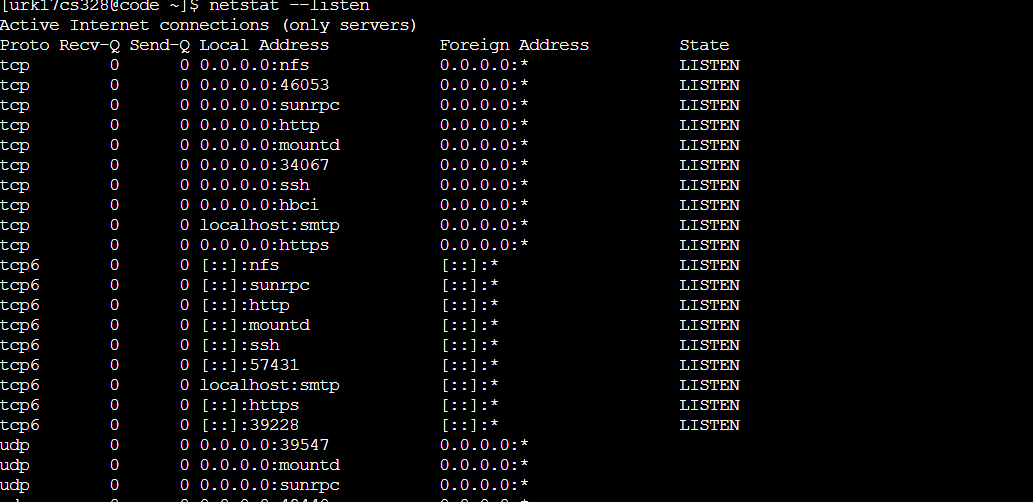 [urk17cs328@code ~]$ netstat --listen
Active Internet connections (only servers)
Proto Recv-Q Send-Q Local Address           Foreign Address         State
tcp        0      0 0.0.0.0:nfs             0.0.0.0:*               LISTEN
tcp        0      0 0.0.0.0:46053           0.0.0.0:*               LISTEN
tcp        0      0 0.0.0.0:sunrpc          0.0.0.0:*               LISTEN
tcp        0      0 0.0.0.0:http            0.0.0.0:*               LISTEN
tcp        0      0 0.0.0.0:mountd          0.0.0.0:*               LISTEN
tcp        0      0 0.0.0.0:34067           0.0.0.0:*               LISTEN
tcp        0      0 0.0.0.0:ssh             0.0.0.0:*               LISTEN
tcp        0      0 0.0.0.0:hbci            0.0.0.0:*               LISTEN
tcp        0      0 localhost:smtp          0.0.0.0:*               LISTEN
tcp        0      0 0.0.0.0:https           0.0.0.0:*               LISTEN
tcp6       0      0 [::]:nfs                [::]:*                  LISTEN
tcp6       0      0 [::]:sunrpc             [::]:*                  LISTEN
tcp6       0      0 [::]:http               [::]:*                  LISTEN
tcp6       0      0 [::]:mountd             [::]:*                  LISTEN
tcp6       0      0 [::]:ssh                [::]:*                  LISTEN
tcp6       0      0 [::]:57431              [::]:*                  LISTEN
tcp6       0      0 localhost:smtp          [::]:*                  LISTEN
tcp6       0      0 [::]:https              [::]:*                  LISTEN
tcp6       0      0 [::]:39228              [::]:*                  LISTEN
udp        0      0 0.0.0.0:39547           0.0.0.0:*
udp        0      0 0.0.0.0:mountd          0.0.0.0:*
udp        0      0 0.0.0.0:sunrpc          0.0.0.0:*